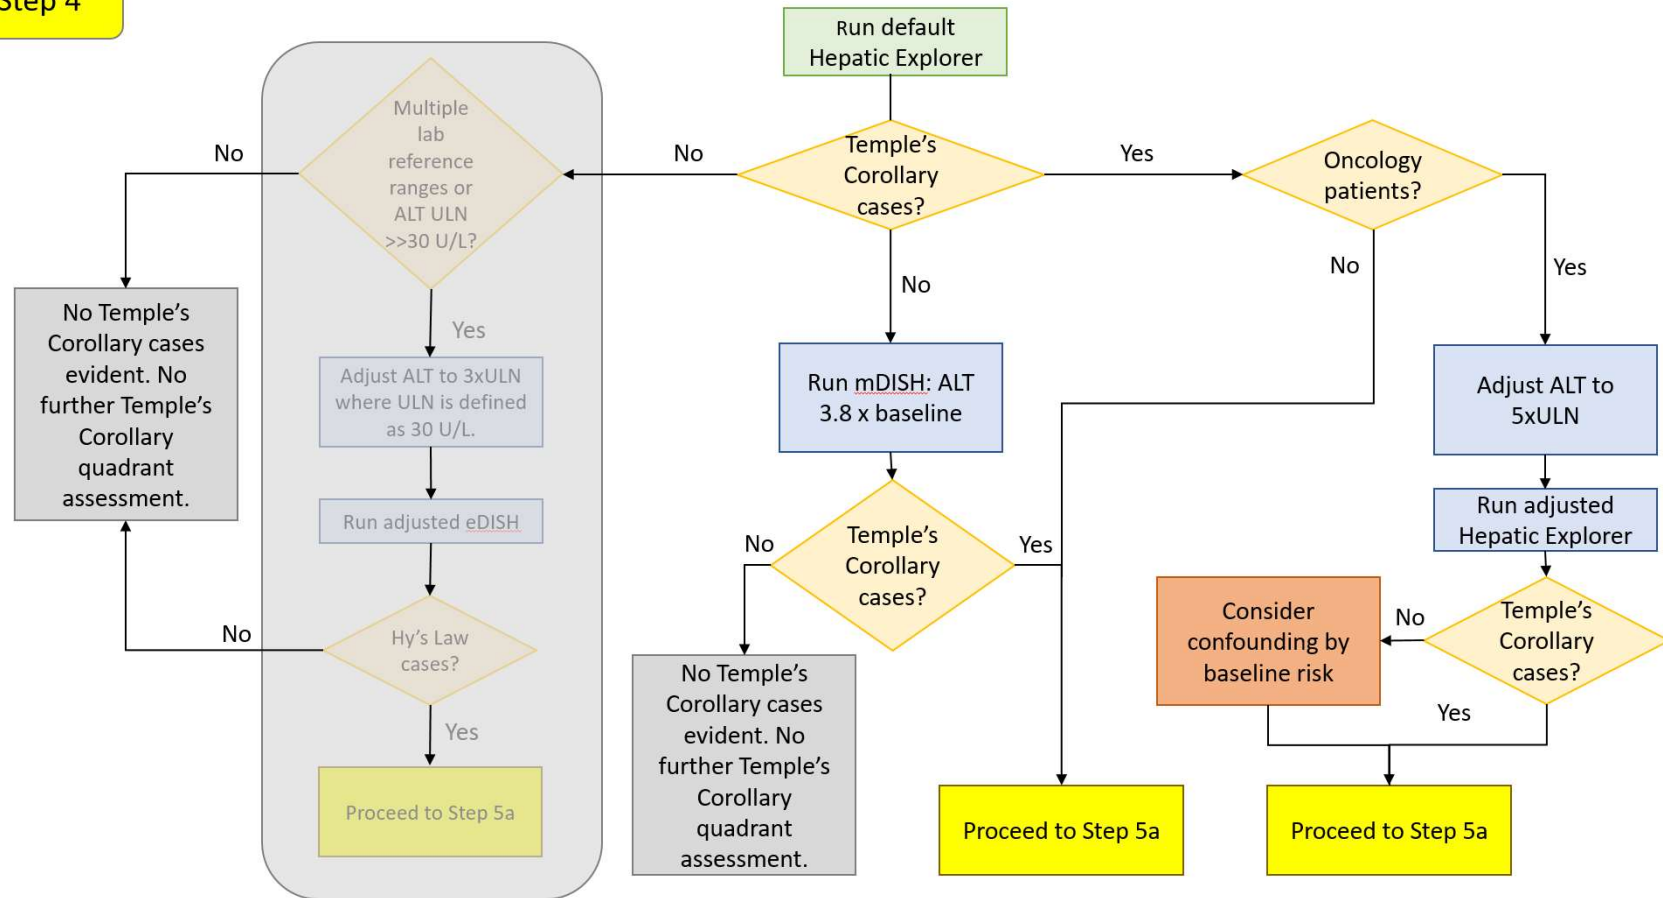 Step 4
Run default
Hepatic Explorer
Multiple
lab
reference
ranges or
ALT ULN
>>30 U/L?
No
No
Temple's
Corollary
cases?
Yes
Oncology
patients?
No
Yes
No
Yes
No Temple's
Corollary cases
evident. No
further Temple's
Corollary
quadrant
assessment.
Adjust ALT to 3xULN
where ULN is defined
as 30 U/L.
Run mDISH: ALT
3.8 x baseline
Adjust ALT to
5xULN
Run adjusted eDISH
Run adjusted
Hepatic Explorer
No
Temple's
Corollary
cases?
Yes
Consider
confounding by
baseline risk
No
Temple's
Corollary
cases?
No
Hy's Law
cases?
Yes
Yes
No Temple's
Corollary cases
evident. No
further Temple's
Corollary
quadrant
assessment.
Proceed to Step 5a
Proceed to Step 5a
Proceed to Step 5a